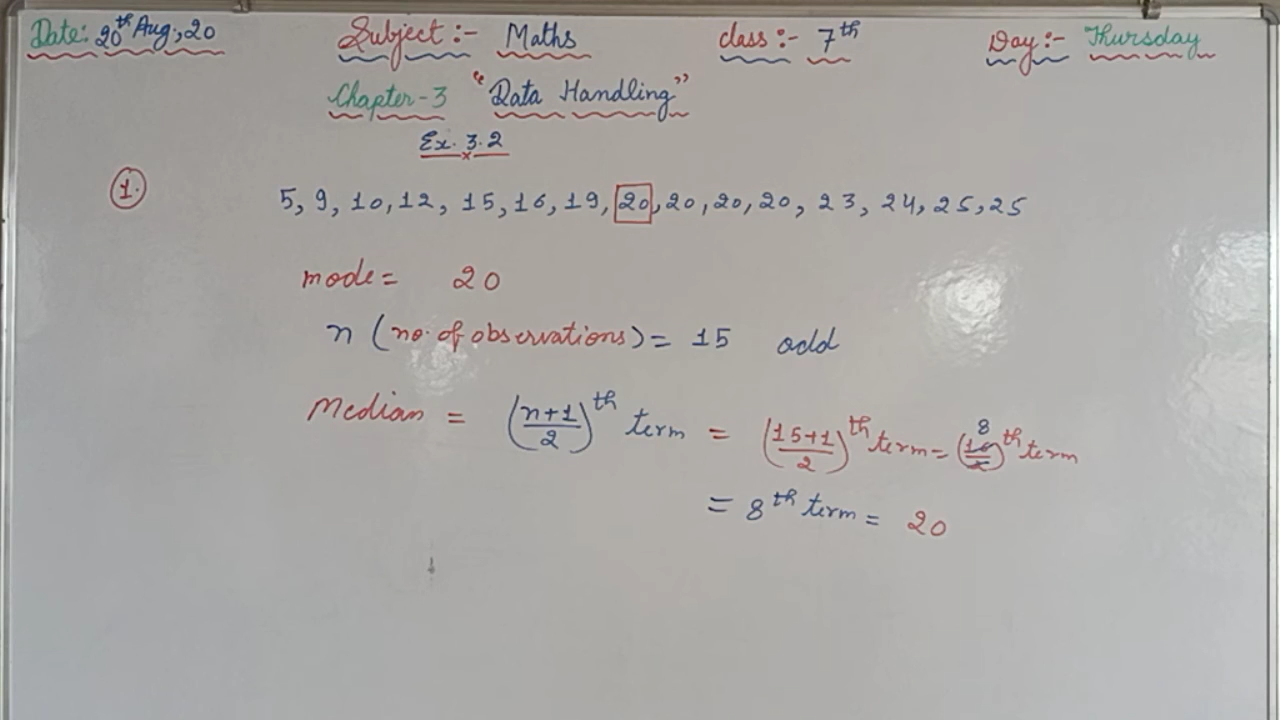 Date: 20th Aug.,20 Subject:- Maths class:- 7th Day:- Thursday
Chapter-3 "Data Handling"
Ex. 3.2
1. 5, 9, 10, 12, 15, 16, 19, 20, 20, 20, 20, 23, 24, 25, 25
mode = 20
n (no. of observations) = 15 odd
Median = (n+1/2)th term = (15+1/2)th term = (16/2)th term 8
= 8th term = 20